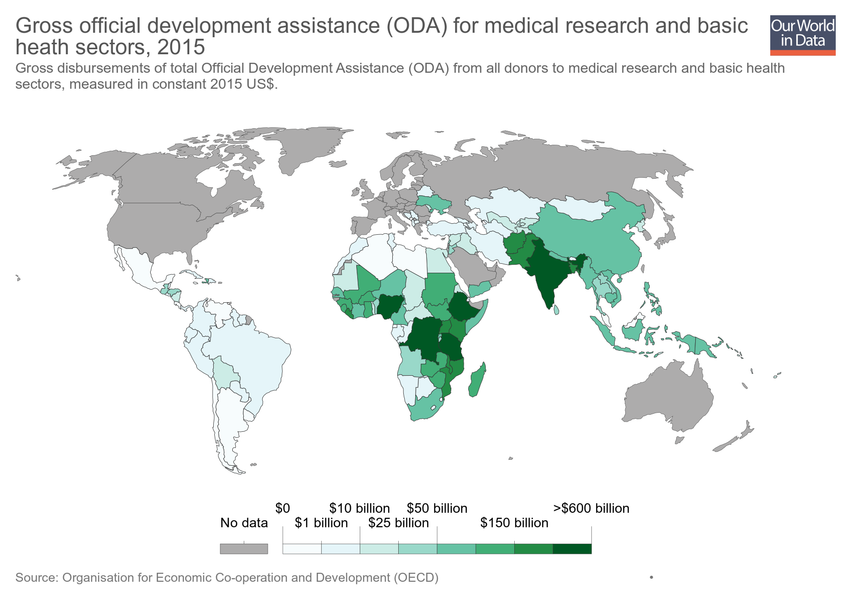 Gross official development assistance (ODA) for medical research and basic
heath sectors, 2015
Our World
in Data
Gross disbursements of total Official Development Assistance (ODA) from all donors to medical research and basic health
sectors, measured in constant 2015 US$.
$0 $10 billion $50 billion >$600 billion
No data $1 billion $25 billion $150 billion
Source: Organisation for Economic Co-operation and Development (OECD)